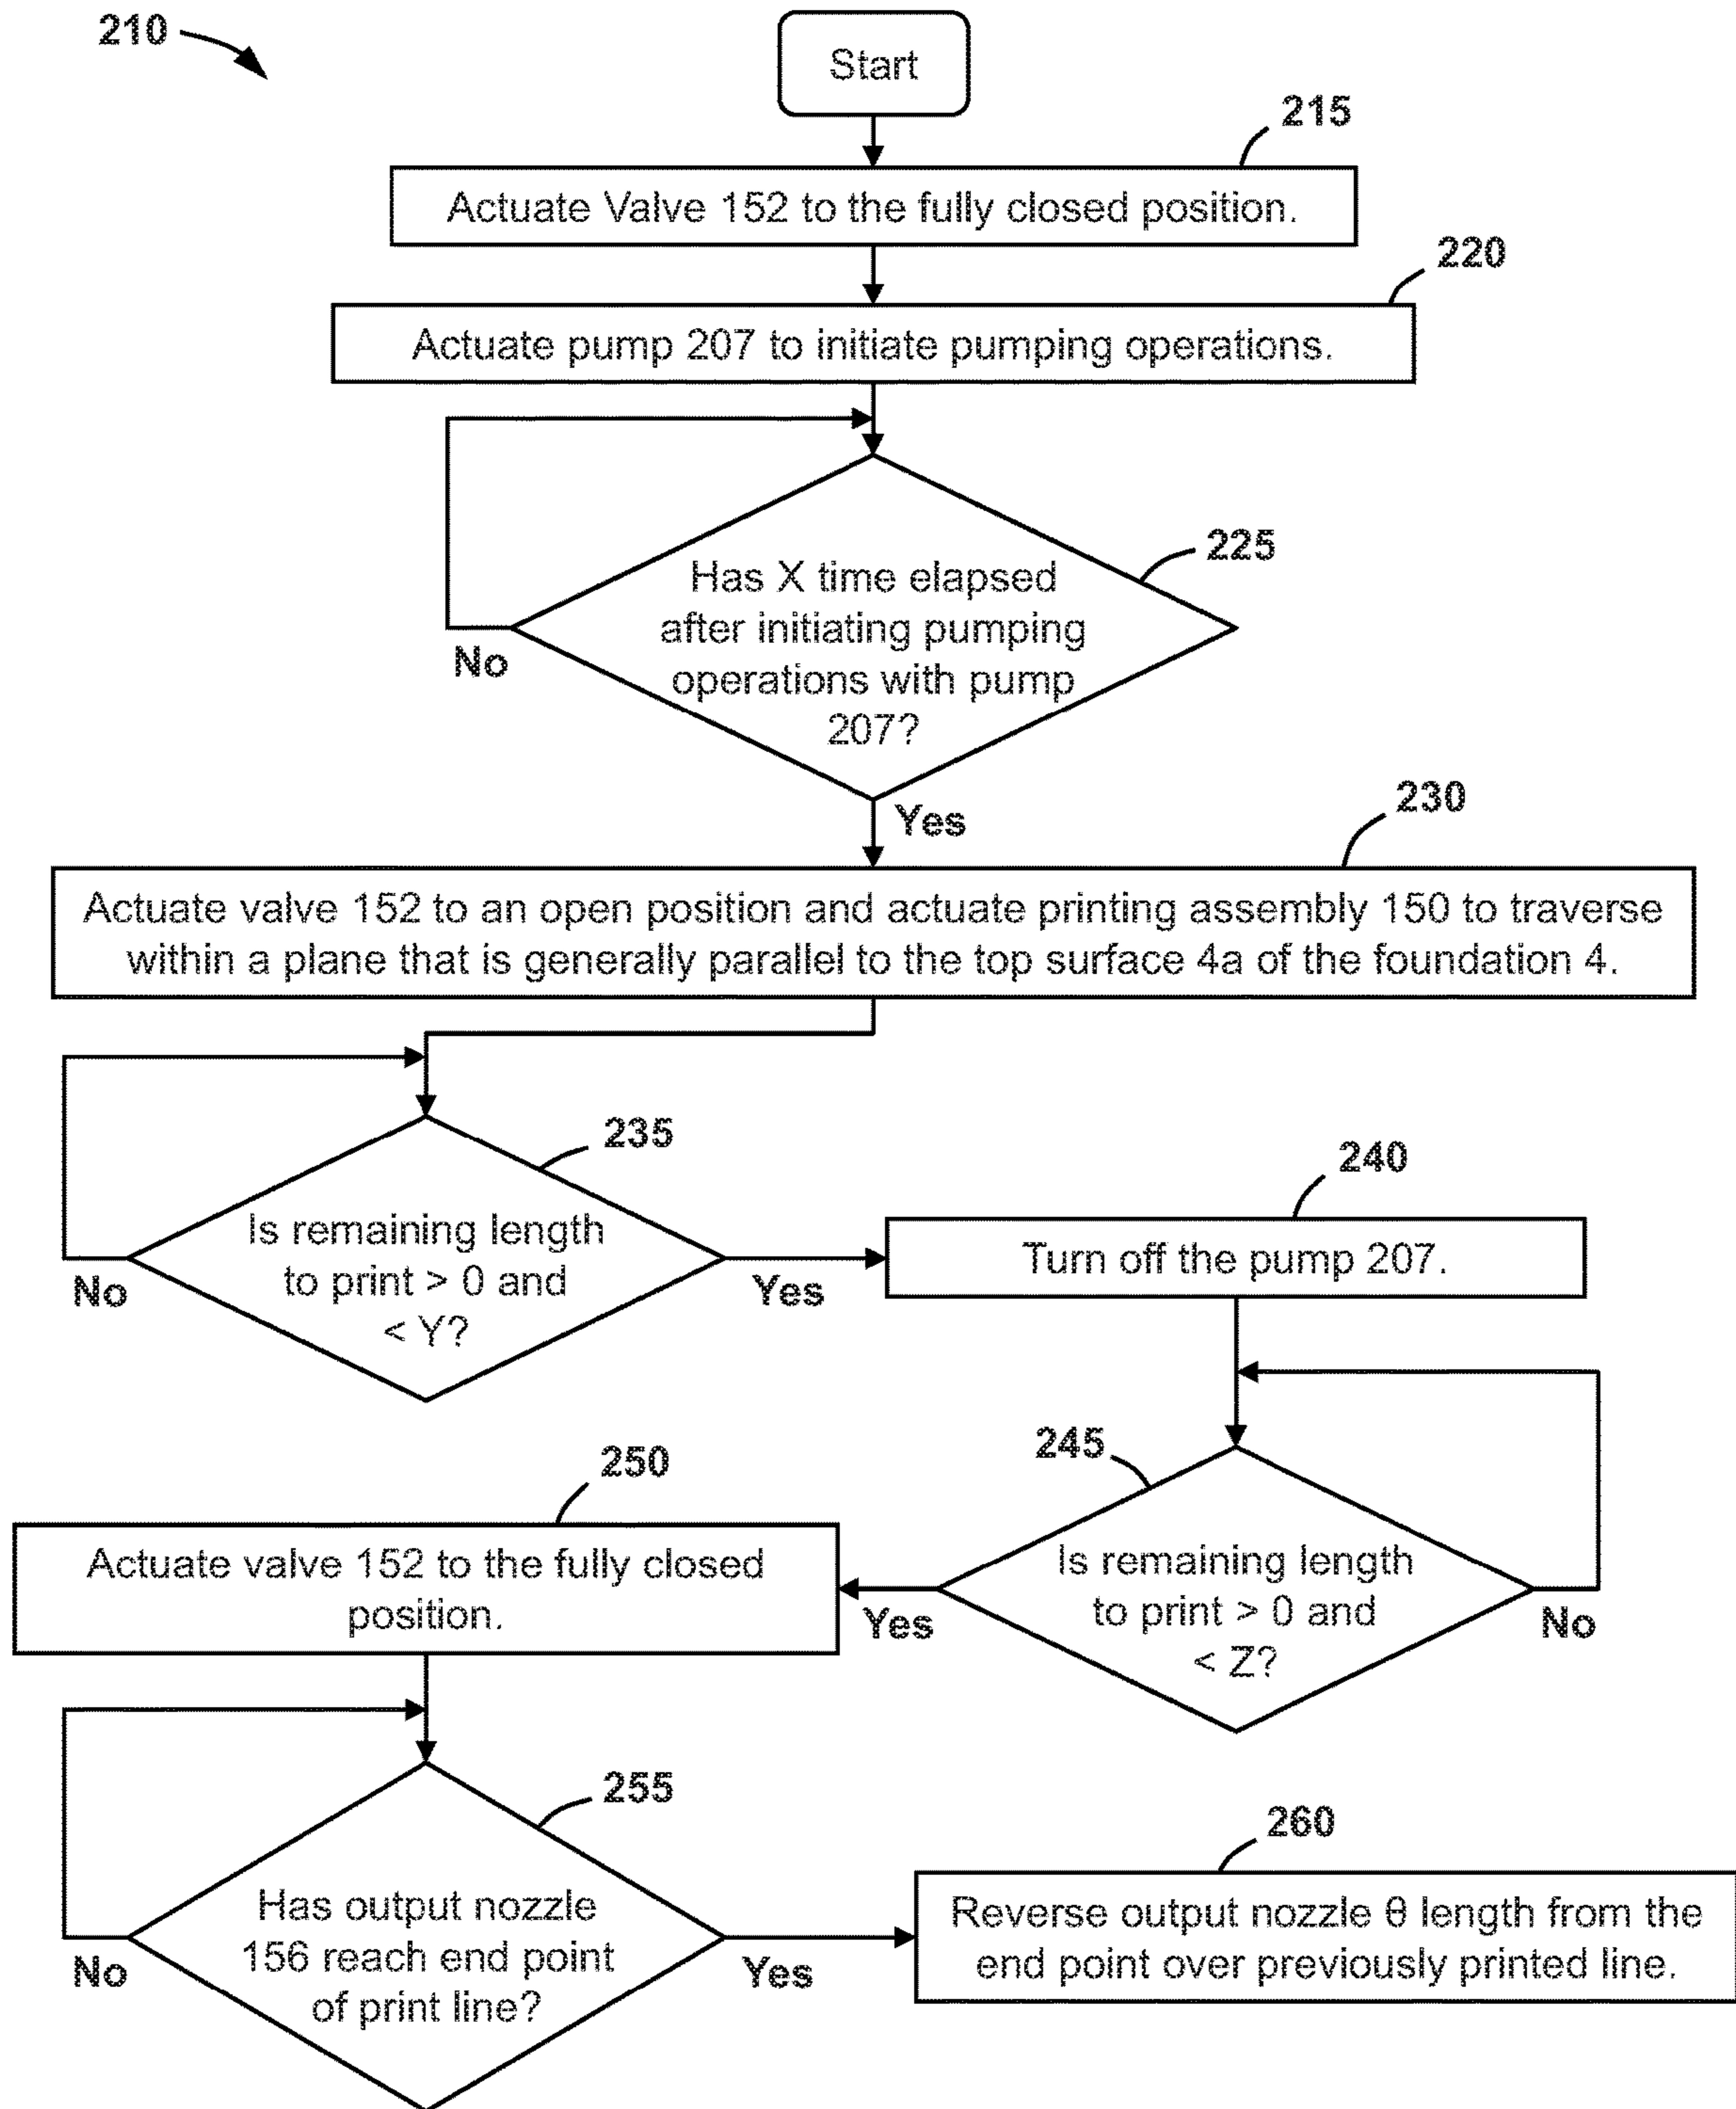 210
Start
215
Actuate Valve 152 to the fully closed position.
220
Actuate pump 207 to initiate pumping operations.
225
Has X time elapsed
after initiating pumping
operations with pump
207?
No
Yes
230
Actuate valve 152 to an open position and actuate printing assembly 150 to traverse
within a plane that is generally parallel to the top surface 4a of the foundation 4.
235
Is remaining length
to print > 0 and
< Y?
No
Yes
240
Turn off the pump 207.
245
Is remaining length
to print > 0 and
< Z?
No
Yes
250
Actuate valve 152 to the fully closed
position.
255
Has output nozzle
156 reach end point
of print line?
No
Yes
260
Reverse output nozzle θ length from the
end point over previously printed line.